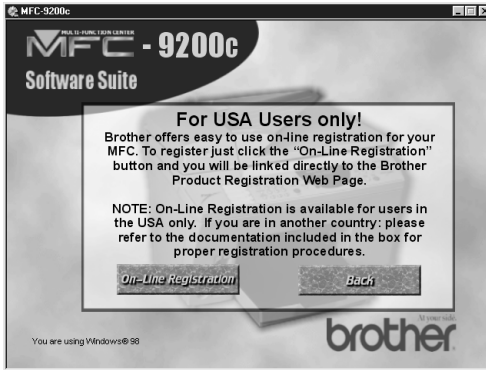 MFC-9200c
MULTI-FUNCTION CENTER
MFC - 9200c
Software Suite
For USA Users only!
Brother offers easy to use on-line registration for your
MFC. To register just click the “On-Line Registration”
button and you will be linked directly to the Brother
Product Registration Web Page.
NOTE: On-Line Registration is available for users in
the USA only. If you are in another country: please
refer to the documentation included in the box for
proper registration procedures.
On-Line Registration
Back
You are using Windows® 98
At your side.
brother